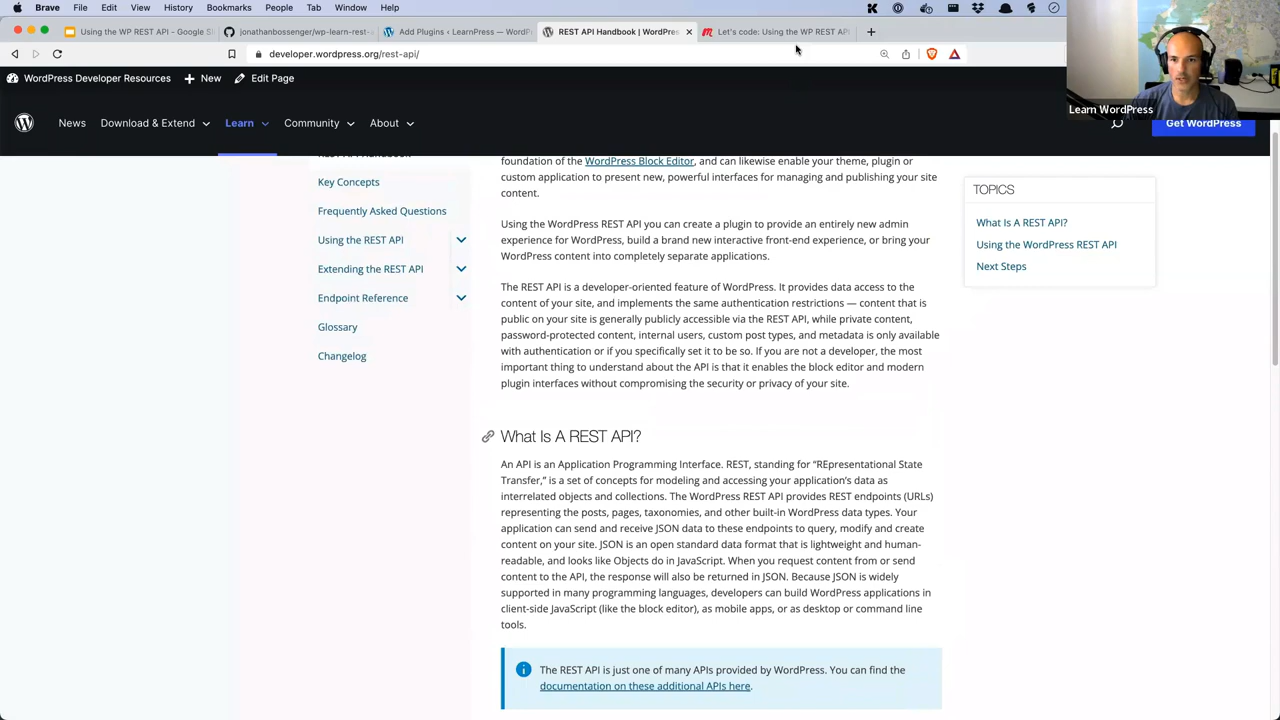 Brave File Edit View History Bookmarks People Tab Window Help
Using the WP REST API - Google S
jonathanbossenger/wp-learn-rest-
Add Plugins ‹ LearnPress — WordP
REST API Handbook | WordPres
Let's code: Using the WP REST API
developer.wordpress.org/rest-api/
WordPress Developer Resources New Edit Page
Learn WordPress
News Download & Extend Learn Community About
Get WordPress
REST API Handbook
Key Concepts
Frequently Asked Questions
Using the REST API
Extending the REST API
Endpoint Reference
Glossary
Changelog
foundation of the WordPress Block Editor, and can likewise enable your theme, plugin or
custom application to present new, powerful interfaces for managing and publishing your site
content.
Using the WordPress REST API you can create a plugin to provide an entirely new admin
experience for WordPress, build a brand new interactive front-end experience, or bring your
WordPress content into completely separate applications.
The REST API is a developer-oriented feature of WordPress. It provides data access to the
content of your site, and implements the same authentication restrictions — content that is
public on your site is generally publicly accessible via the REST API, while private content,
password-protected content, internal users, custom post types, and metadata is only available
with authentication or if you specifically set it to be so. If you are not a developer, the most
important thing to understand about the API is that it enables the block editor and modern
plugin interfaces without compromising the security or privacy of your site.
What Is A REST API?
An API is an Application Programming Interface. REST, standing for “REpresentational State
Transfer,” is a set of concepts for modeling and accessing your application’s data as
interrelated objects and collections. The WordPress REST API provides REST endpoints (URLs)
representing the posts, pages, taxonomies, and other built-in WordPress data types. Your
application can send and receive JSON data to these endpoints to query, modify and create
content on your site. JSON is an open standard data format that is lightweight and human-
readable, and looks like Objects do in JavaScript. When you request content from or send
content to the API, the response will also be returned in JSON. Because JSON is widely
supported in many programming languages, developers can build WordPress applications in
client-side JavaScript (like the block editor), as mobile apps, or as desktop or command line
tools.
The REST API is just one of many APIs provided by WordPress. You can find the
documentation on these additional APIs here.
TOPICS
What Is A REST API?
Using the WordPress REST API
Next Steps